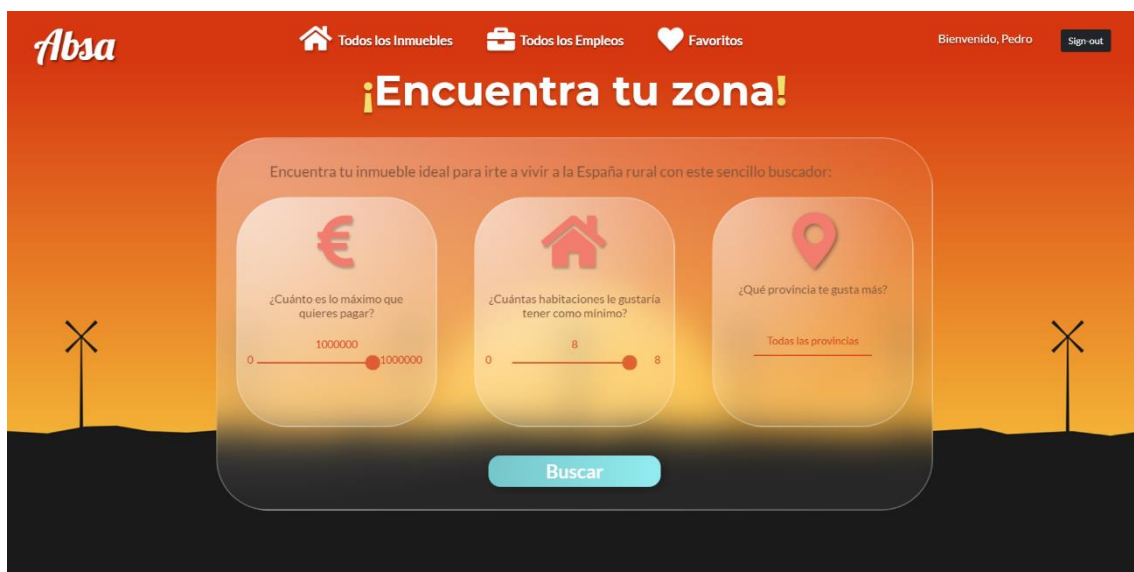 Absa
Todos los Inmuebles
Todos los Empleos
Favoritos
Bienvenido, Pedro
Sign-out
¡Encuentra tu zona!
Encuentra tu inmueble ideal para irte a vivir a la España rural con este sencillo buscador:
€
¿Cuánto es lo máximo que
quieres pagar?
1000000
0
1000000
¿Cuántas habitaciones le gustaría
tener como mínimo?
8
0
8
¿Qué provincia te gusta más?
Todas las provincias
Buscar